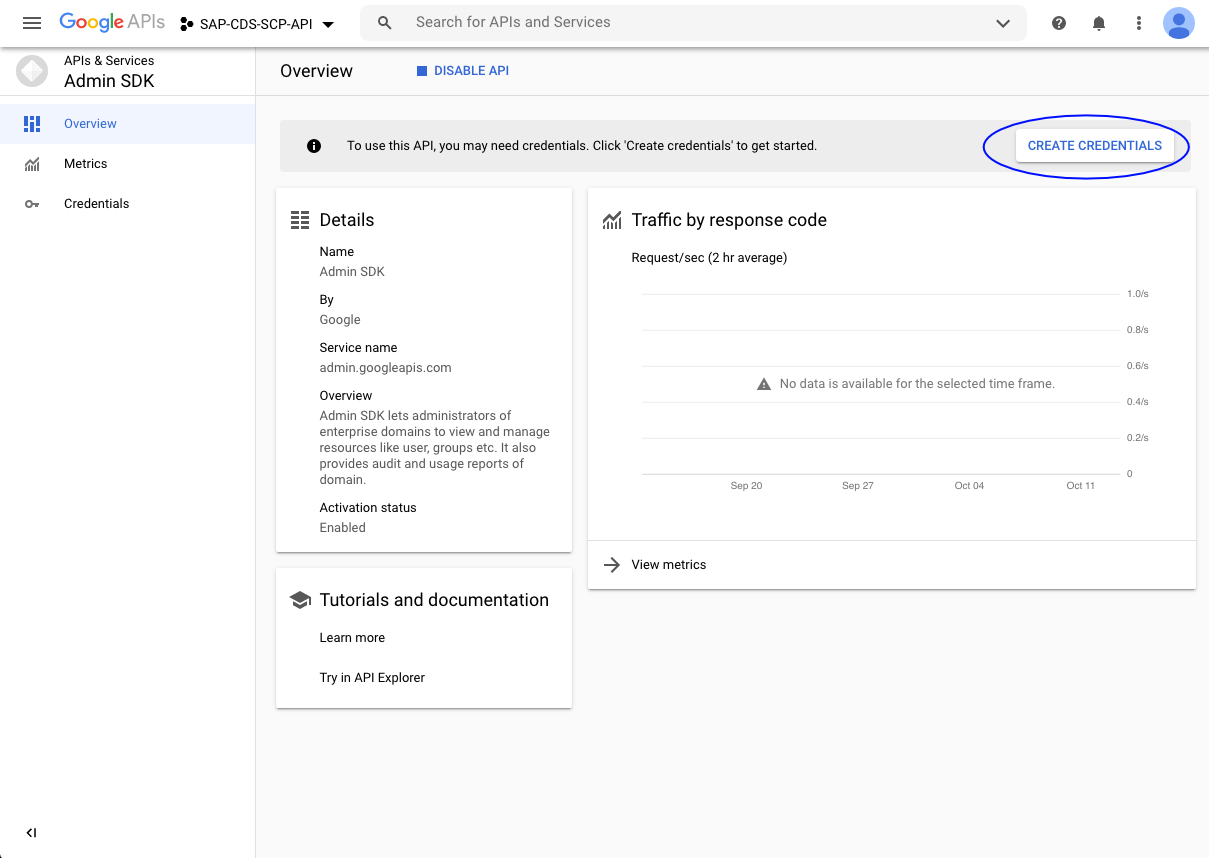 Google APIs
SAP-CDS-SCP-API
Search for APIs and Services
APIs & Services
Admin SDK
Overview
DISABLE API
Overview
Metrics
Credentials
To use this API, you may need credentials. Click 'Create credentials' to get started.
CREATE CREDENTIALS
Details
Name
Admin SDK
By
Google
Service name
admin.googleapis.com
Overview
Admin SDK lets administrators of
enterprise domains to view and manage
resources like user, groups etc. It also
provides audit and usage reports of
domain.
Activation status
Enabled
Traffic by response code
Request/sec (2 hr average)
1.0/s
0.8/s
0.6/s
No data is available for the selected time frame.
0.4/s
0.2/s
0
Sep 20
Sep 27
Oct 04
Oct 11
View metrics
Tutorials and documentation
Learn more
Try in API Explorer